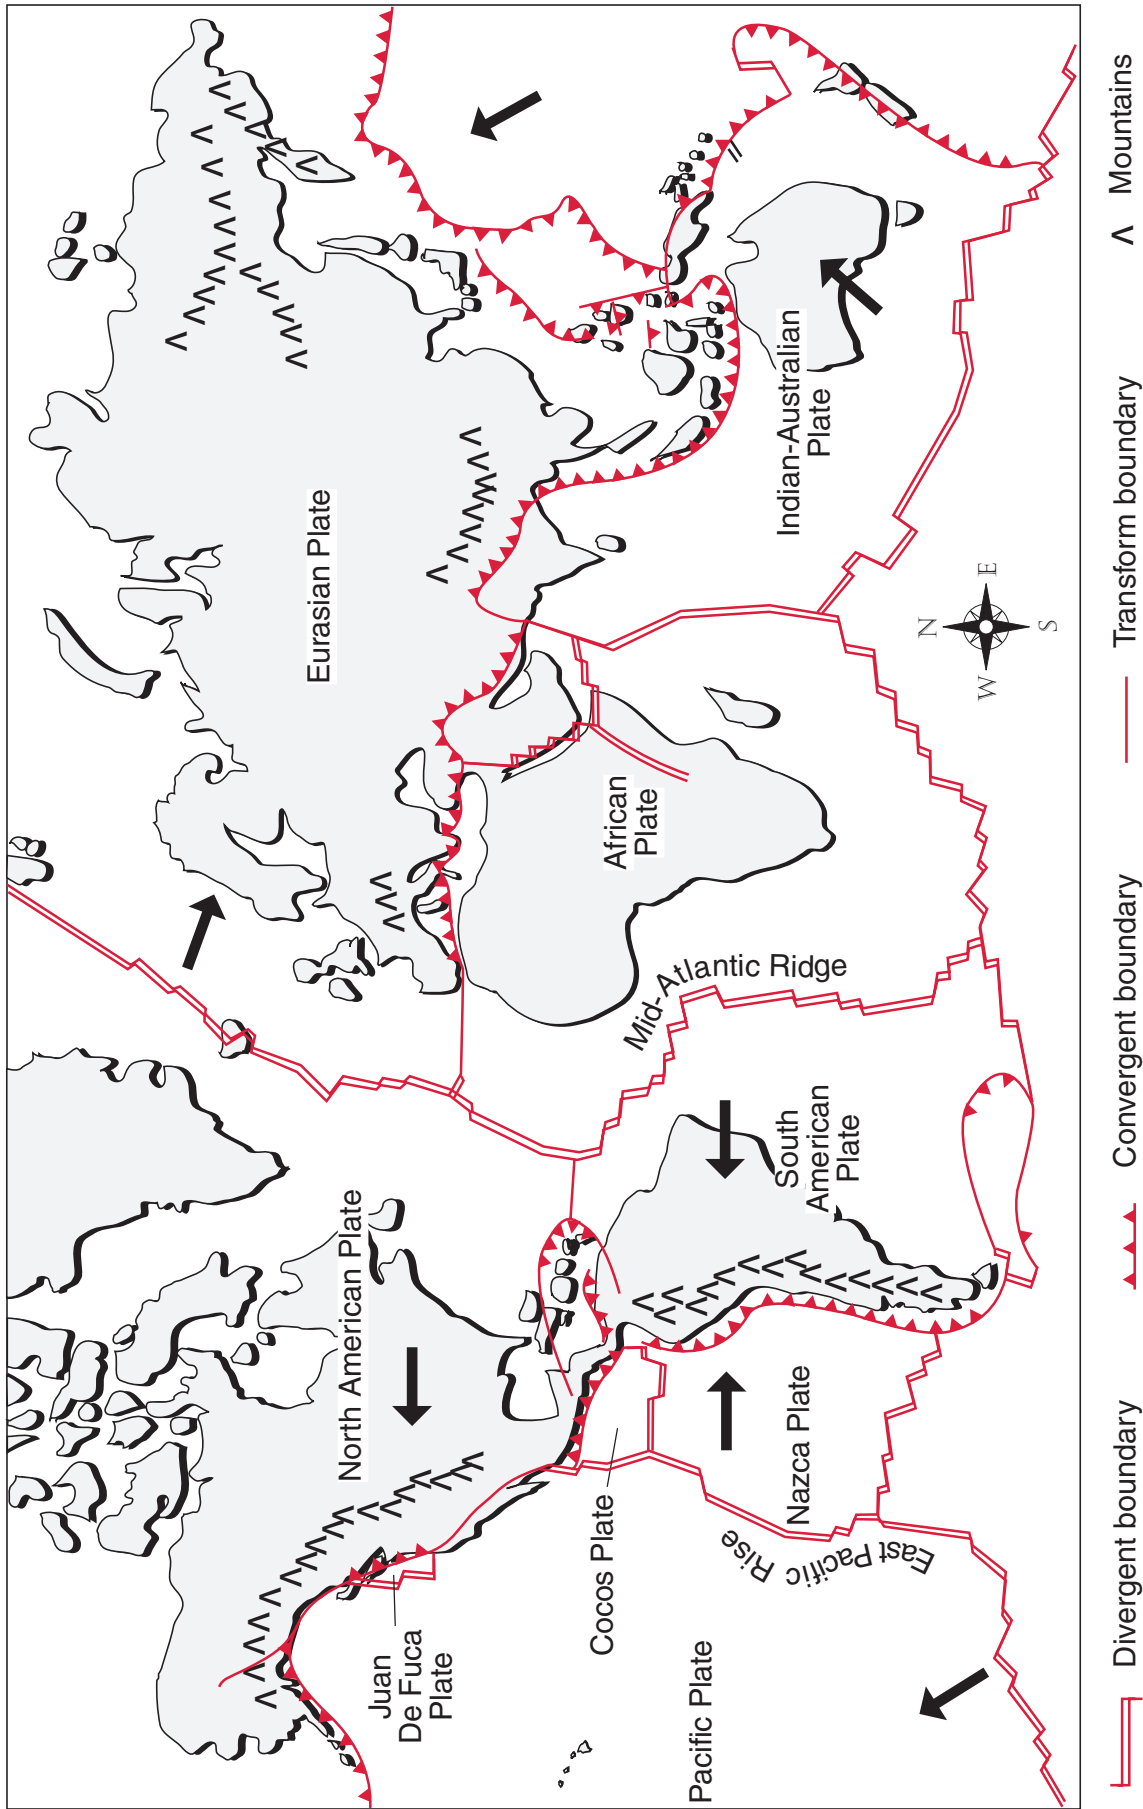 Eurasian Plate
North American Plate
Juan
De Fuca
Plate
African
Plate
Indian-Australian
Plate
Mid-Atlantic Ridge
Cocos Plate
South
American
Plate
Pacific Plate
Nazca Plate
East Pacific Rise
N
W
E
S
Divergent boundary
Convergent boundary
Transform boundary
Mountains